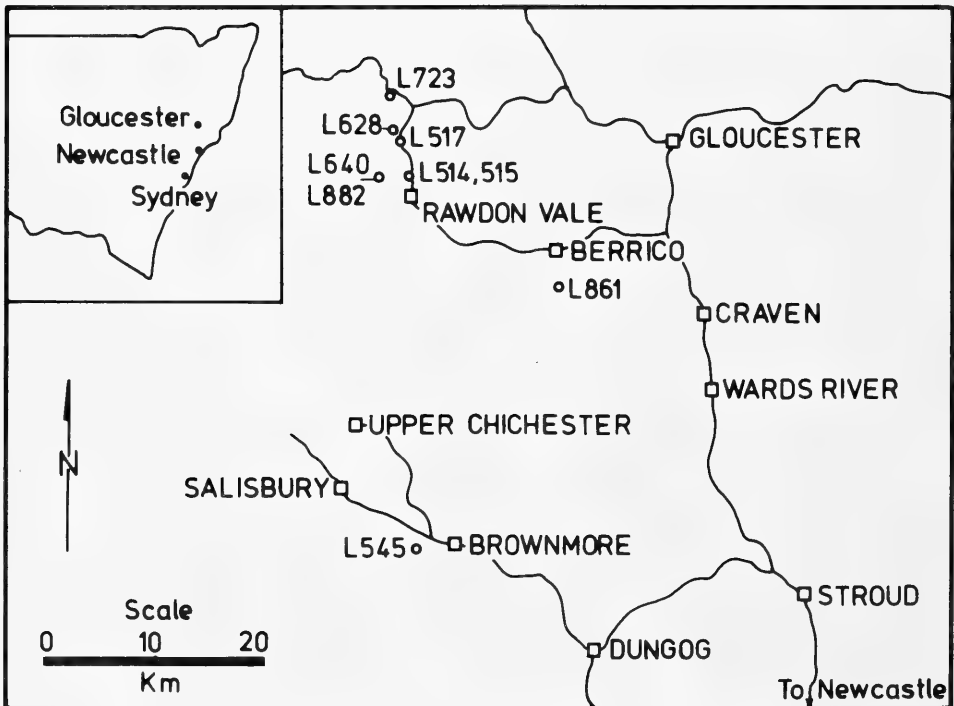 Gloucester
Newcastle
Sydney
L723
L628
L517
L640
L882
L514,515
RAWDON VALE
GLOUCESTER
BERRICO
L861
CRAVEN
WARDS RIVER
UPPER CHICHESTER
N
SALISBURY
L545
BROWNMORE
STROUD
DUNGOG
Scale
0 10 20
Km
To Newcastle